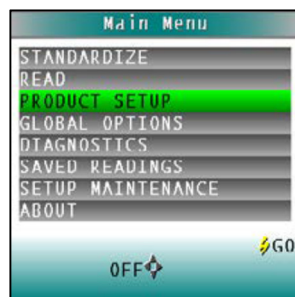 Main Menu
STANDARDIZE
READ
PRODUCT SETUP
GLOBAL OPTIONS
DIAGNOSTICS
SAVED READINGS
SETUP MAINTENANCE
ABOUT
GO
OFF